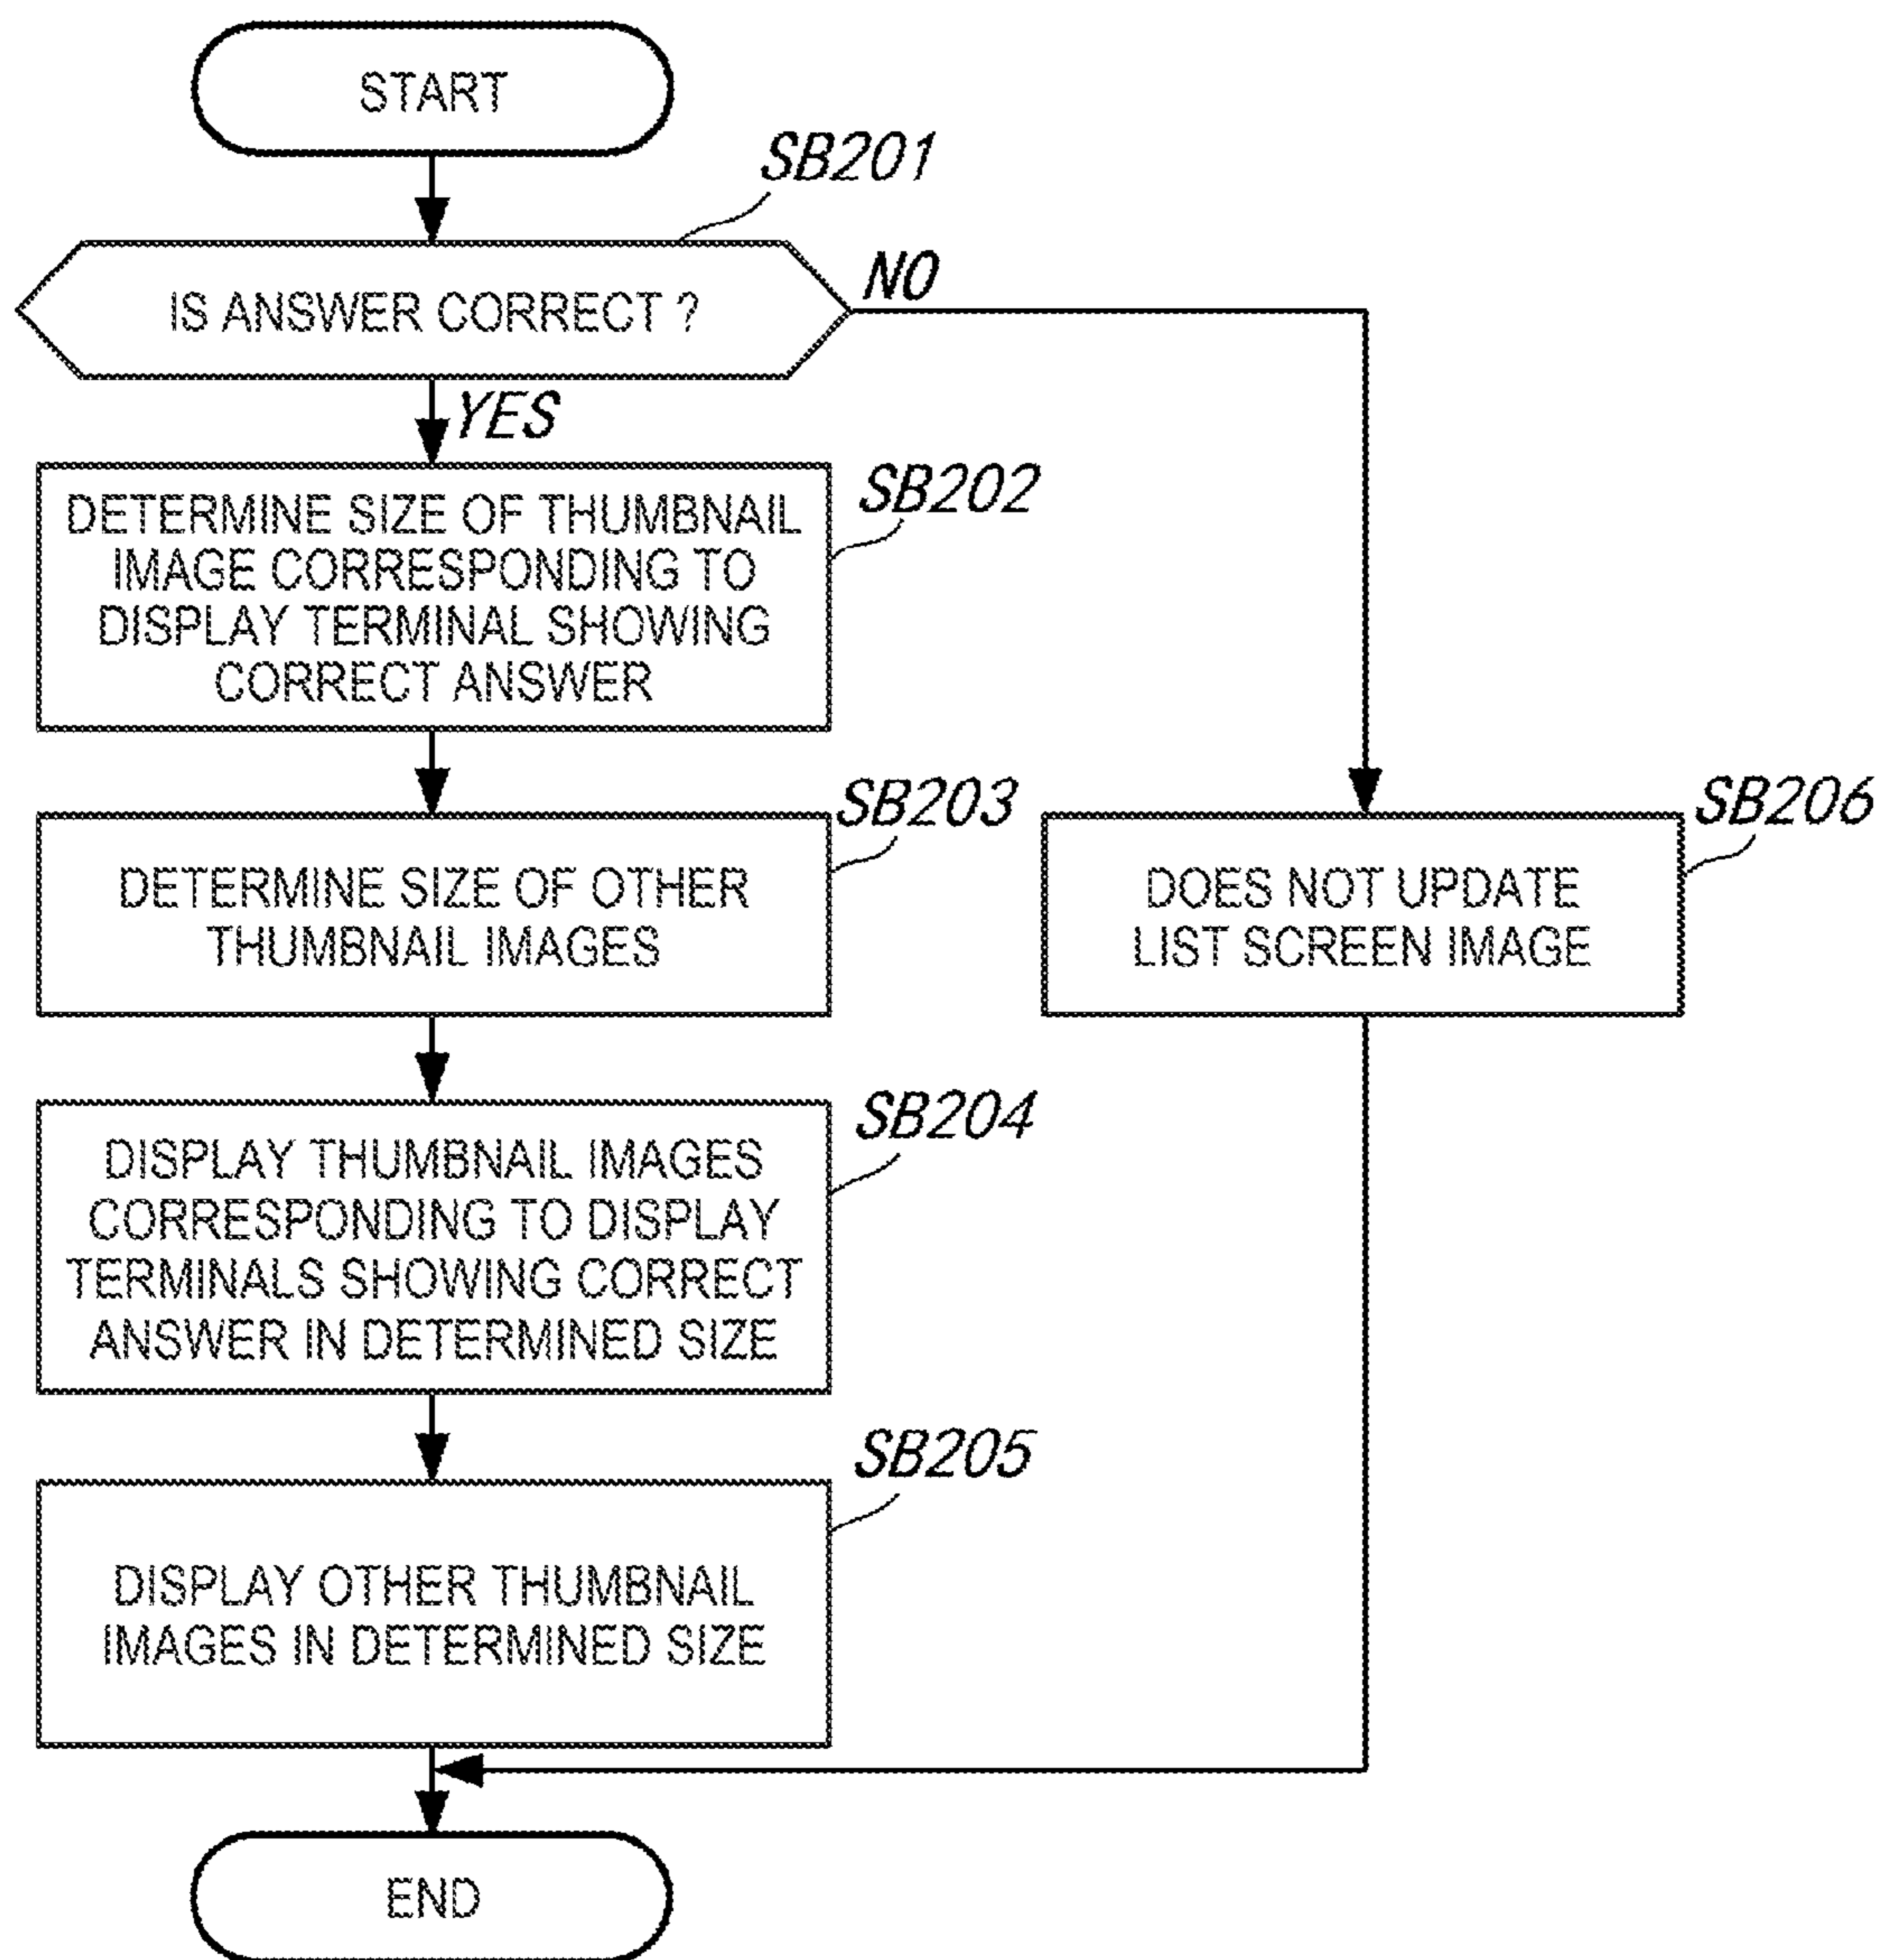 START
SB201
IS ANSWER CORRECT ?
NO
YES
SB202
DETERMINE SIZE OF THUMBNAIL
IMAGE CORRESPONDING TO
DISPLAY TERMINAL SHOWING
CORRECT ANSWER
SB203
DETERMINE SIZE OF OTHER
THUMBNAIL IMAGES
SB206
DOES NOT UPDATE
LIST SCREEN IMAGE
SB204
DISPLAY THUMBNAIL IMAGES
CORRESPONDING TO DISPLAY
TERMINALS SHOWING CORRECT
ANSWER IN DETERMINED SIZE
SB205
DISPLAY OTHER THUMBNAIL
IMAGES IN DETERMINED SIZE
END